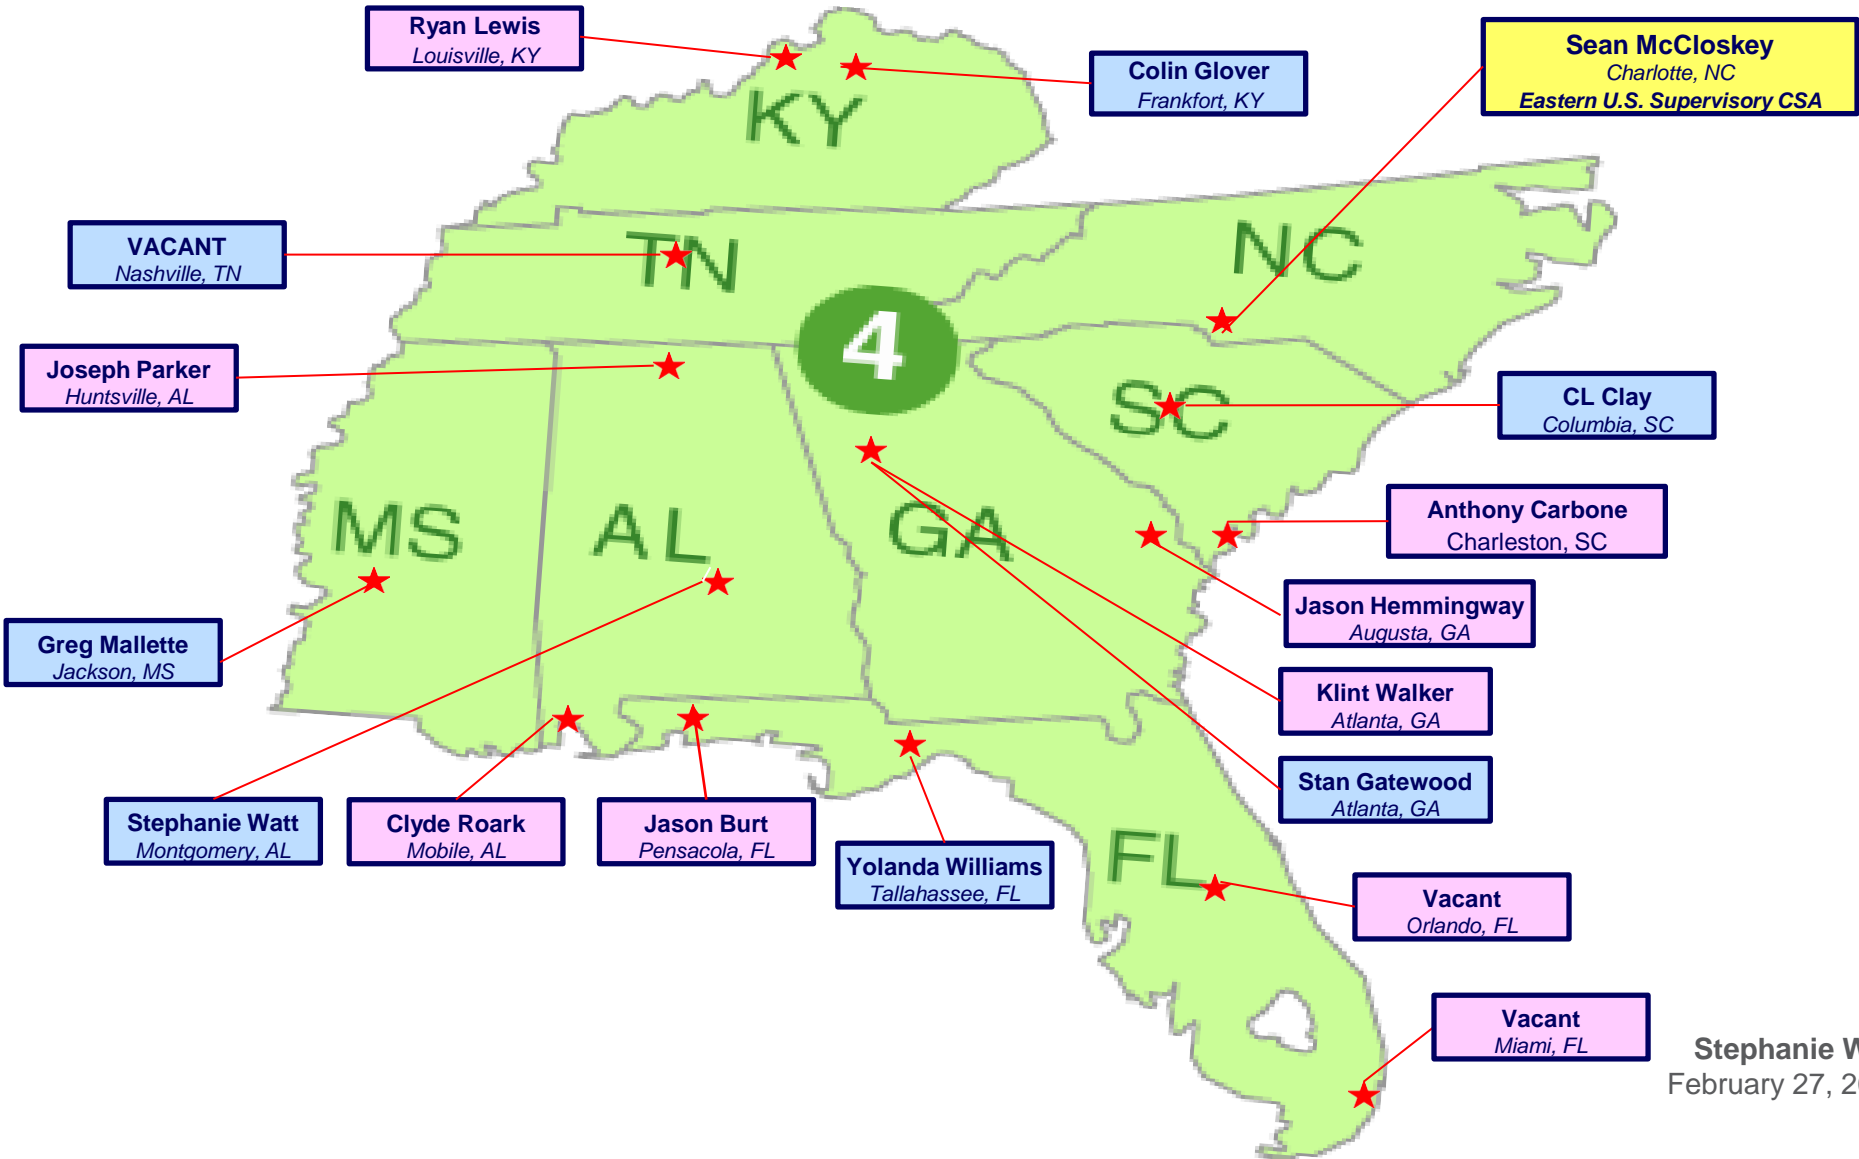 Ryan Lewis
Louisville, KY
Colin Glover
Frankfort, KY
Sean McCloskey
Charlotte, NC
Eastern U.S. Supervisory CSA
KY
VACANT
Nashville, TN
TN
NC
4
Joseph Parker
Huntsville, AL
SC
CL Clay
Columbia, SC
MS
AL
GA
Anthony Carbone
Charleston, SC
Jason Hemmingway
Augusta, GA
Greg Mallette
Jackson, MS
Klint Walker
Atlanta, GA
Stan Gatewood
Atlanta, GA
Stephanie Watt
Montgomery, AL
Clyde Roark
Mobile, AL
Jason Burt
Pensacola, FL
Yolanda Williams
Tallahassee, FL
FL
Vacant
Orlando, FL
Vacant
Miami, FL
Stephanie
February 27,